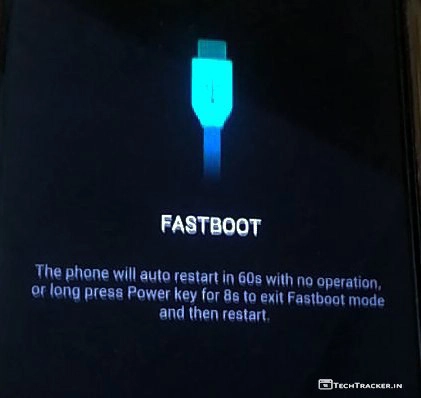 FASTBOOT
The phone will auto restart in 60s with no operation,
or long press Power key for 8s to exit Fastboot mode
and then restart.
TECHTRACKER.IN